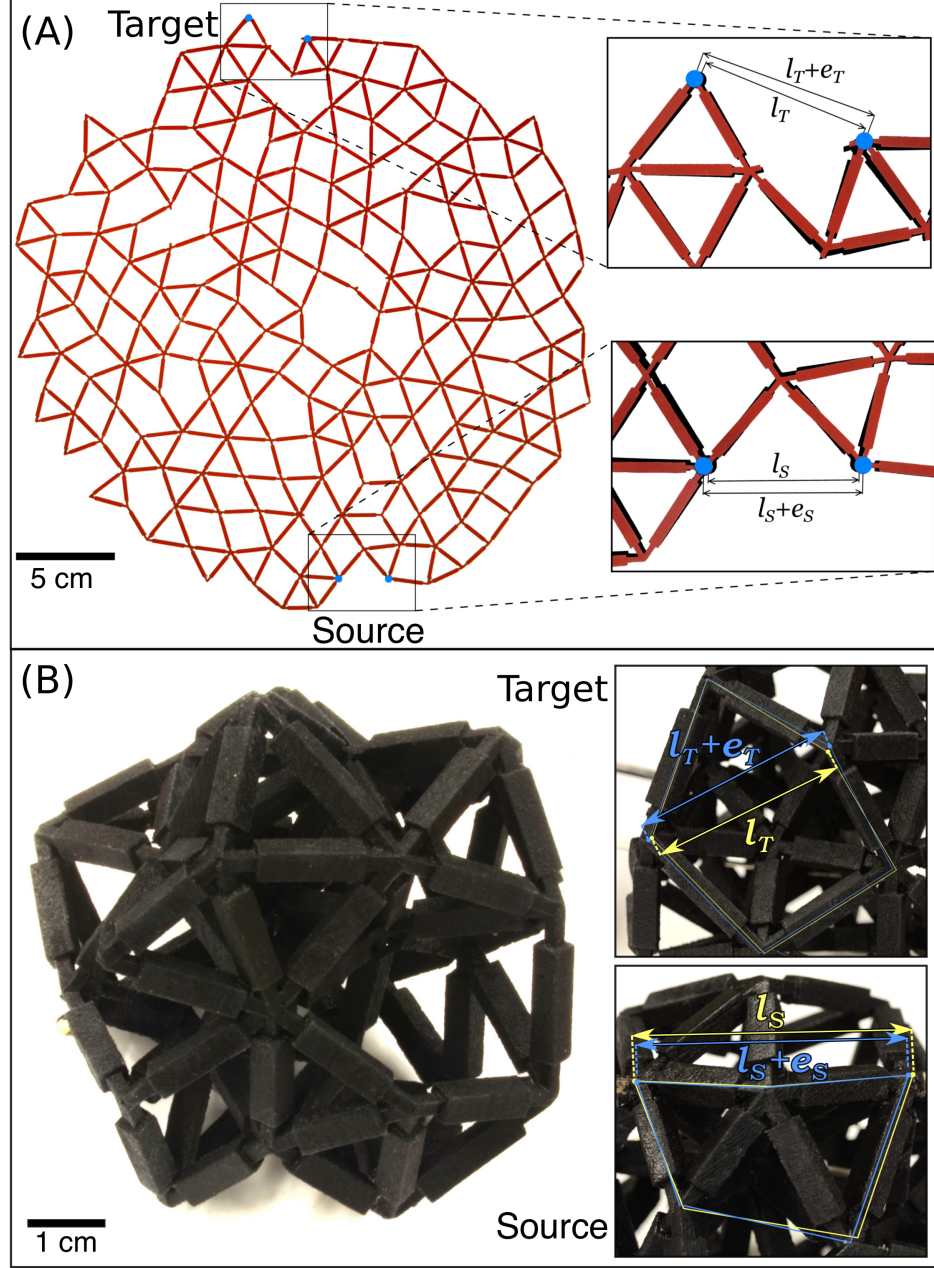 (A)
Target
l_T+e_T
l_T
l_S
l_S+e_S
5 cm
Source
(B)
Target
l_T+e_T
l_T
l_S
l_S+e_S
1 cm
Source